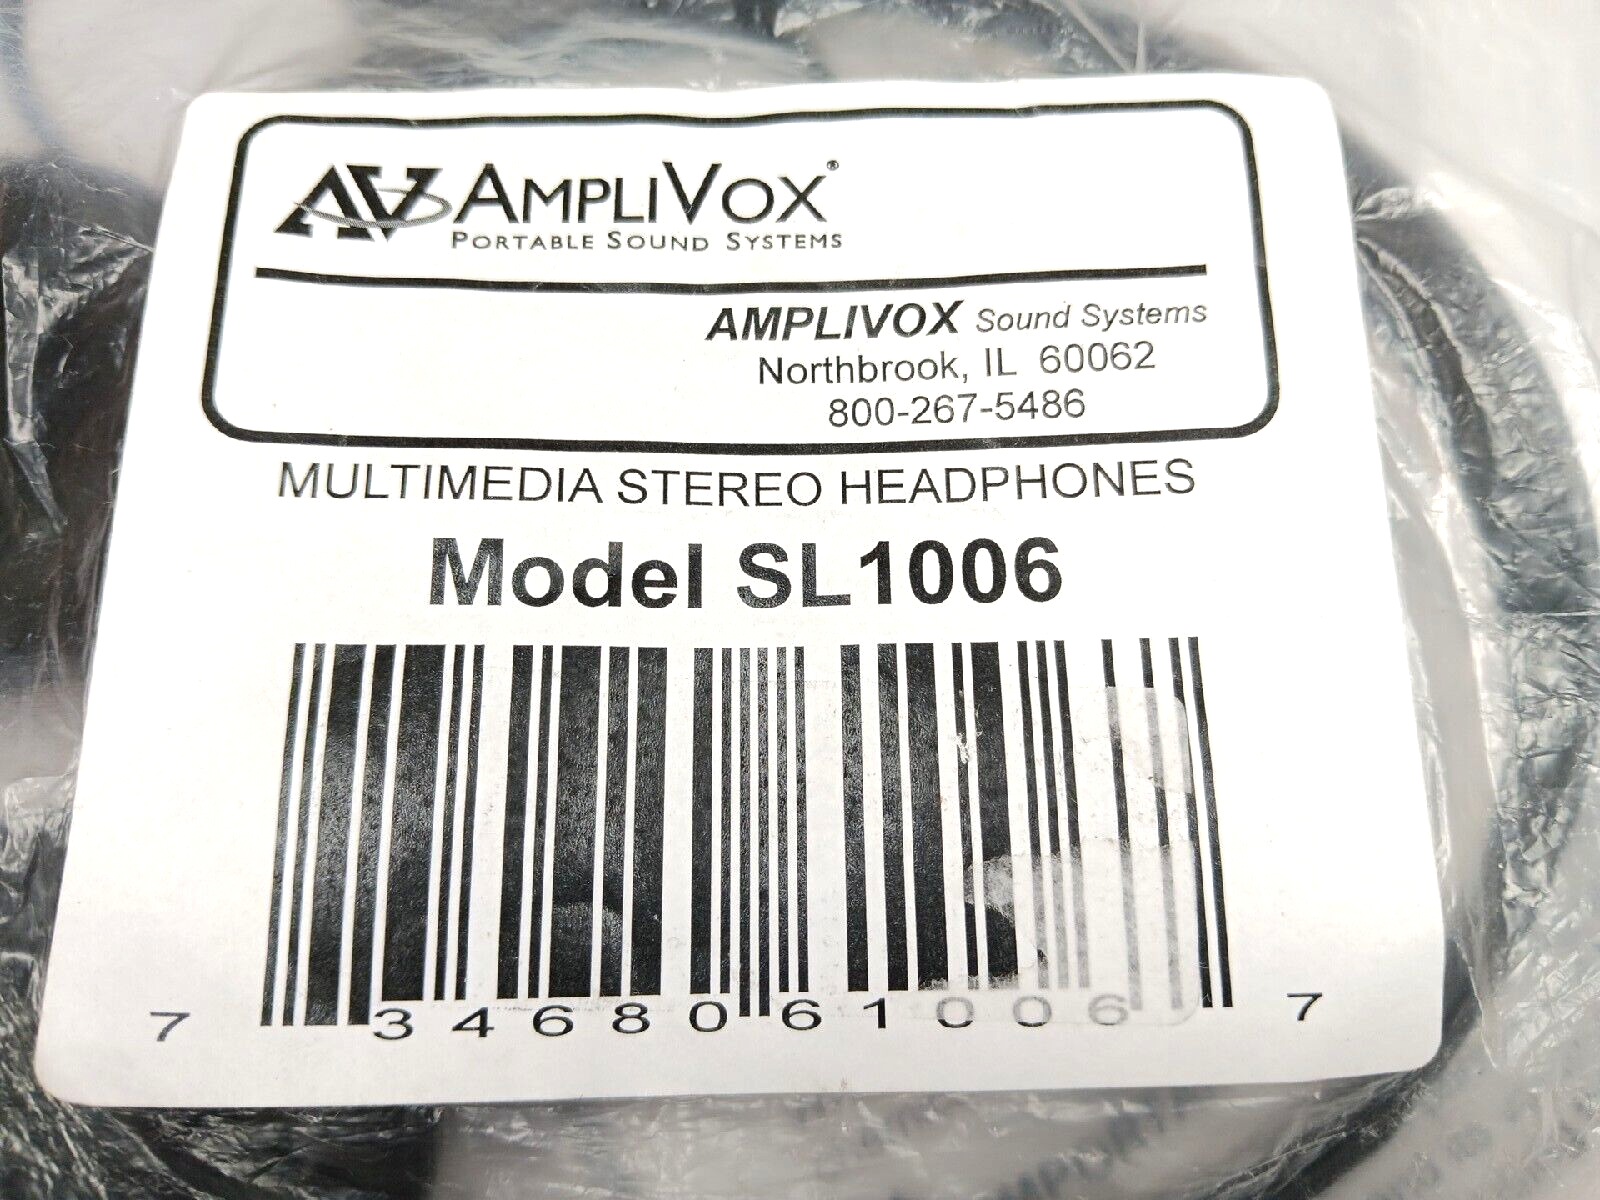 AMPLIVOX®
PORTABLE SOUND SYSTEMS
AMPLIVOX Sound Systems
Northbrook, IL 60062
800-267-5486
MULTIMEDIA STEREO HEADPHONES
Model SL1006
7 34680 61006 7